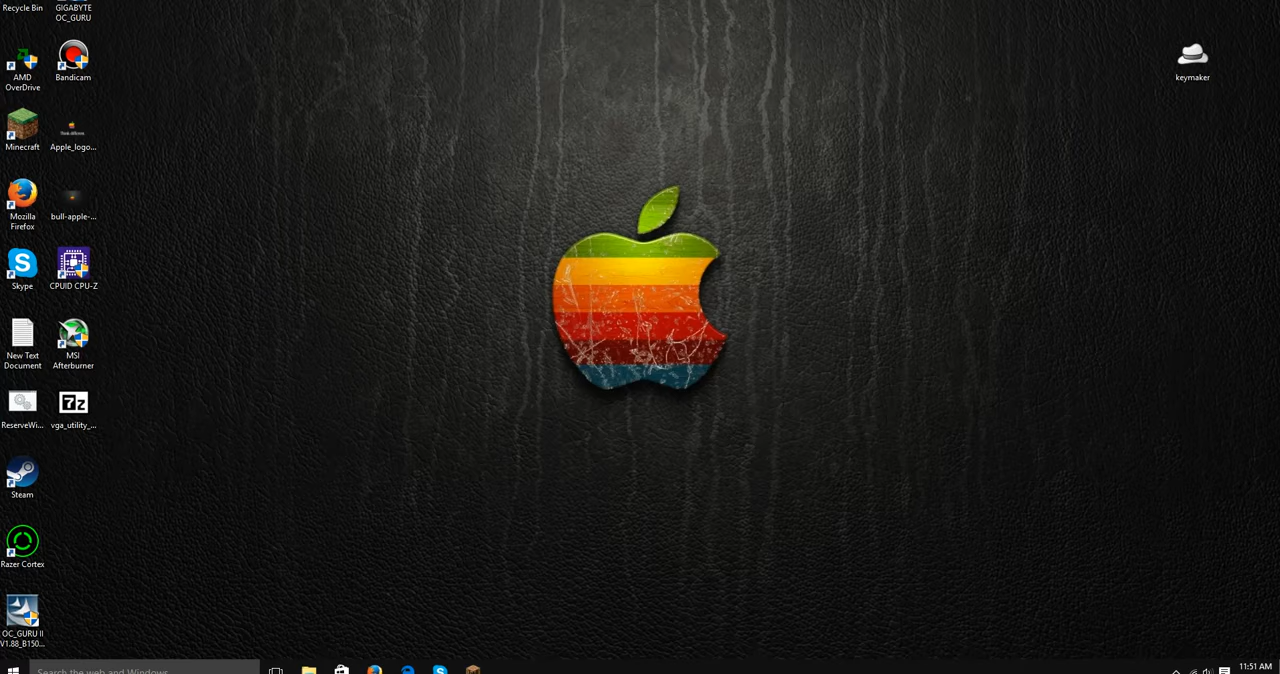 Recycle Bin
GIGABYTE
OC_GURU
AMD
OverDrive
Bandicam
keymaker
Minecraft
Apple_logo...
Mozilla
Firefox
bull-apple-...
Skype
CPUID CPU-Z
New Text
Document
MSI
Afterburner
ReserveWi...
vga_utility_...
7z
Steam
Razer Cortex
OC_GURU II
V1.88_B150...
Search the web and Windows
11:51 AM